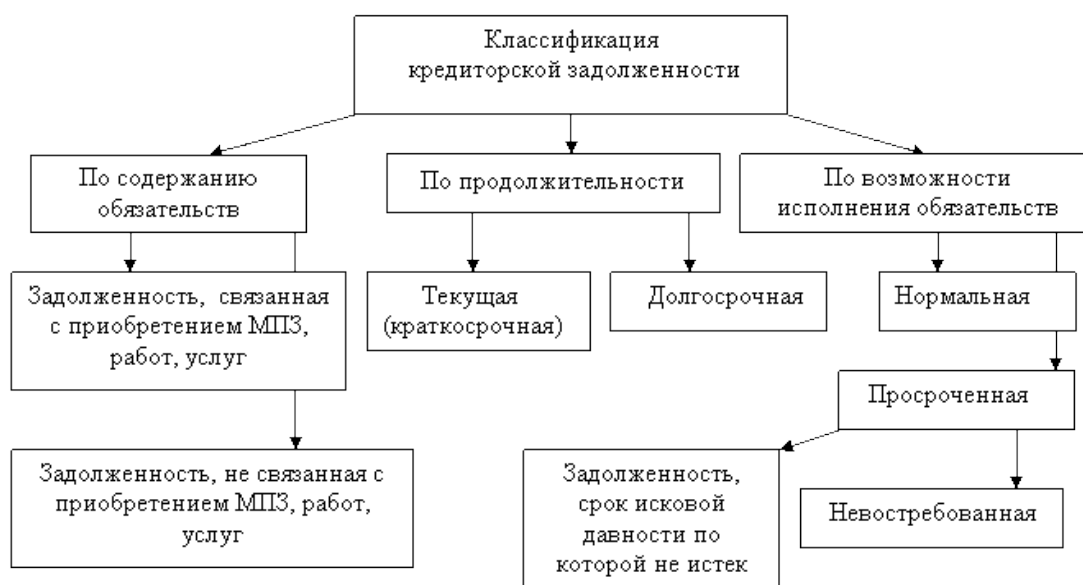 Классификация
кредиторской задолженности
По содержанию
обязательств
По продолжительности
По возможности
исполнения обязательств
Задолженность, связанная
с приобретением МПЗ,
работ, услуг
Текущая
(краткосрочная)
Долгосрочная
Нормальная
Просроченная
Задолженность, не связанная с
приобретением МПЗ, работ,
услуг
Задолженность,
срок исковой
давности по
которой не истек
Невостребованная